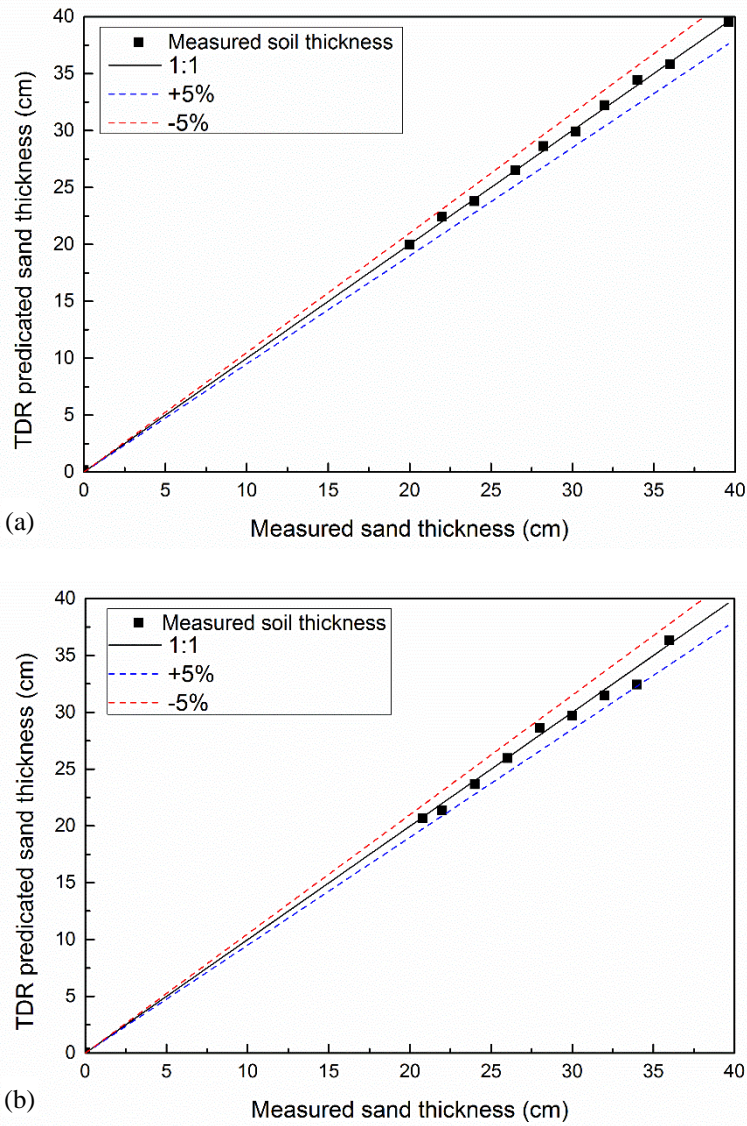 40
35
30
25
20
15
10
5
0
TDR predicated sand thickness (cm)
Measured soil thickness
1:1
+5%
-5%
0 5 10 15 20 25 30 35 40
Measured sand thickness (cm)
(a)
40
35
30
25
20
15
10
5
0
TDR predicated sand thickness (cm)
Measured soil thickness
1:1
+5%
-5%
0 5 10 15 20 25 30 35 40
Measured sand thickness (cm)
(b)